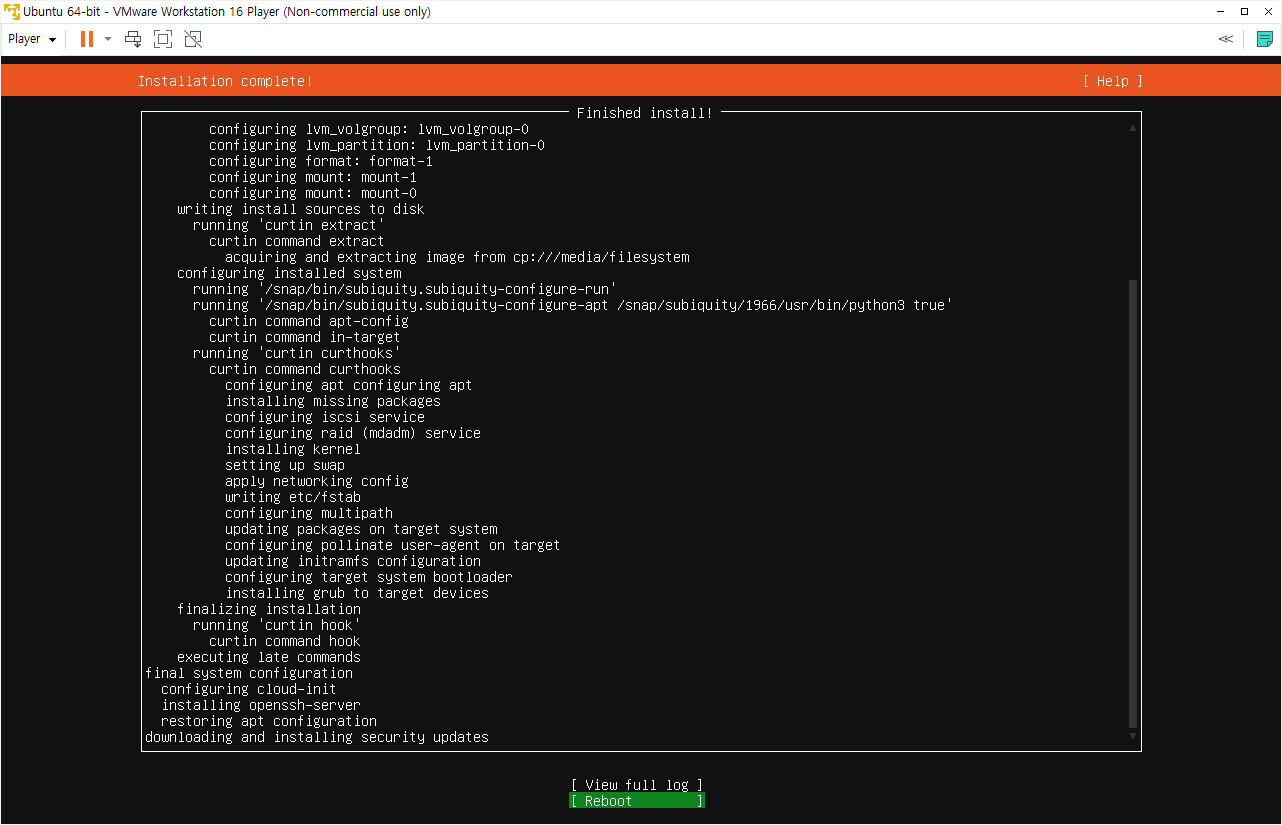 Ubuntu 64-bit - VMware Workstation 16 Player (Non-commercial use only)
Player
Installation complete!
[ Help ]
Finished install!
configuring lvm_volgroup: lvm_volgroup-0
configuring lvm_partition: lvm_partition-0
configuring format: format-1
configuring mount: mount-1
configuring mount: mount-0
writing install sources to disk
running 'curtin extract'
curtin command extract
acquiring and extracting image from cp:///media/filesystem
configuring installed system
running '/snap/bin/subiquity.subiquity-configure-run'
running '/snap/bin/subiquity.subiquity-configure-apt /snap/subiquity/1966/usr/bin/python3 true'
curtin command apt-config
curtin command in-target
running 'curtin curthooks'
curtin command curthooks
configuring apt configuring apt
installing missing packages
configuring iscsi service
configuring raid (mdadm) service
installing kernel
setting up swap
apply networking config
writing etc/fstab
configuring multipath
updating packages on target system
configuring pollinate user-agent on target
updating initramfs configuration
configuring target system bootloader
installing grub to target devices
finalizing installation
running 'curtin hook'
curtin command hook
executing late commands
final system configuration
configuring cloud-init
installing openssh-server
restoring apt configuration
downloading and installing security updates
[ View full log ]
[ Reboot ]